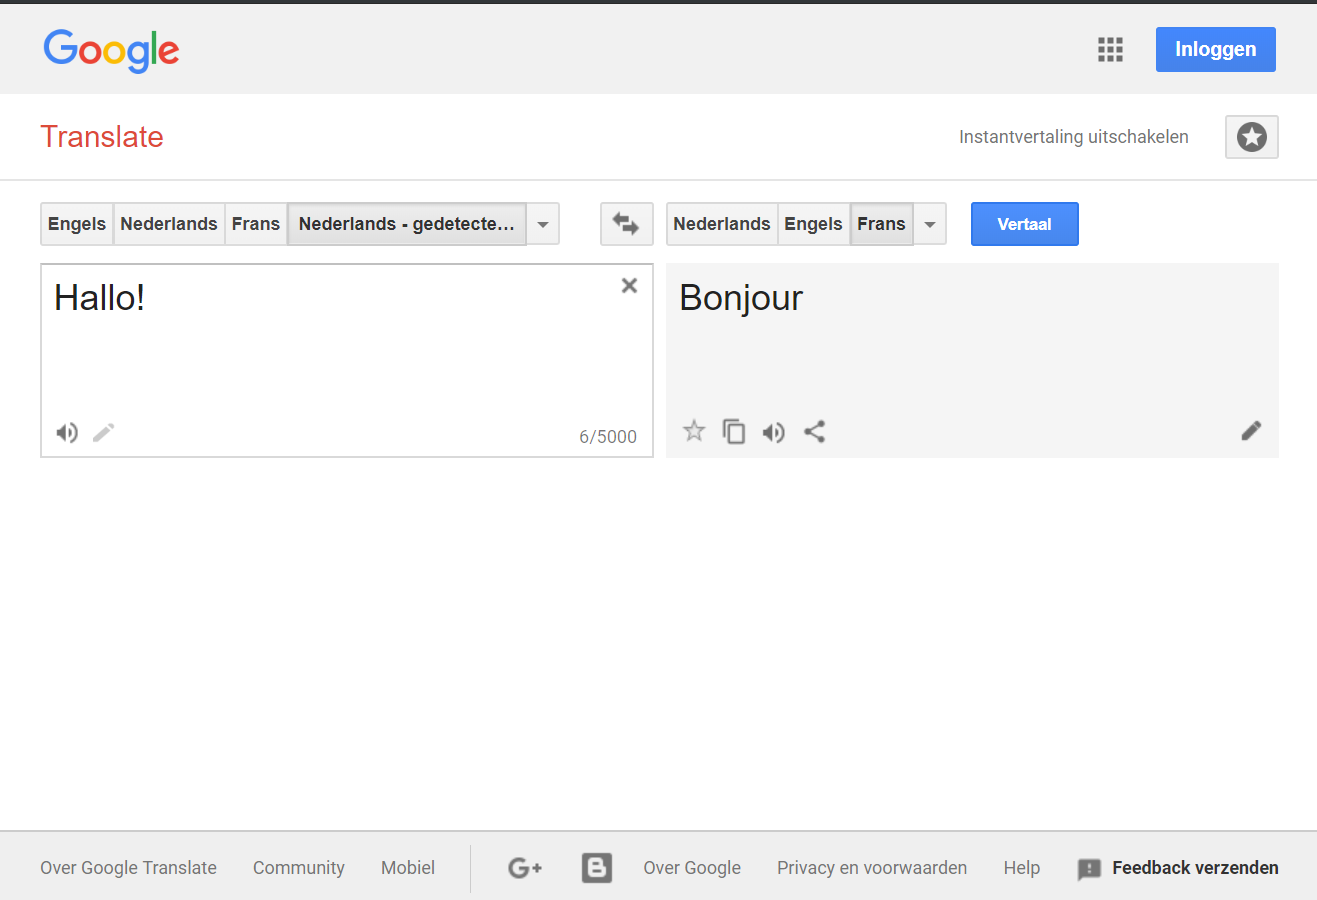 Google
Inloggen
Translate
Instantvertaling uitschakelen
Engels Nederlands Frans Nederlands - gedetecte...
Nederlands Engels Frans
Vertaal
Hallo!
6/5000
Bonjour
Over Google Translate Community Mobiel G+ B Over Google Privacy en voorwaarden Help Feedback verzenden